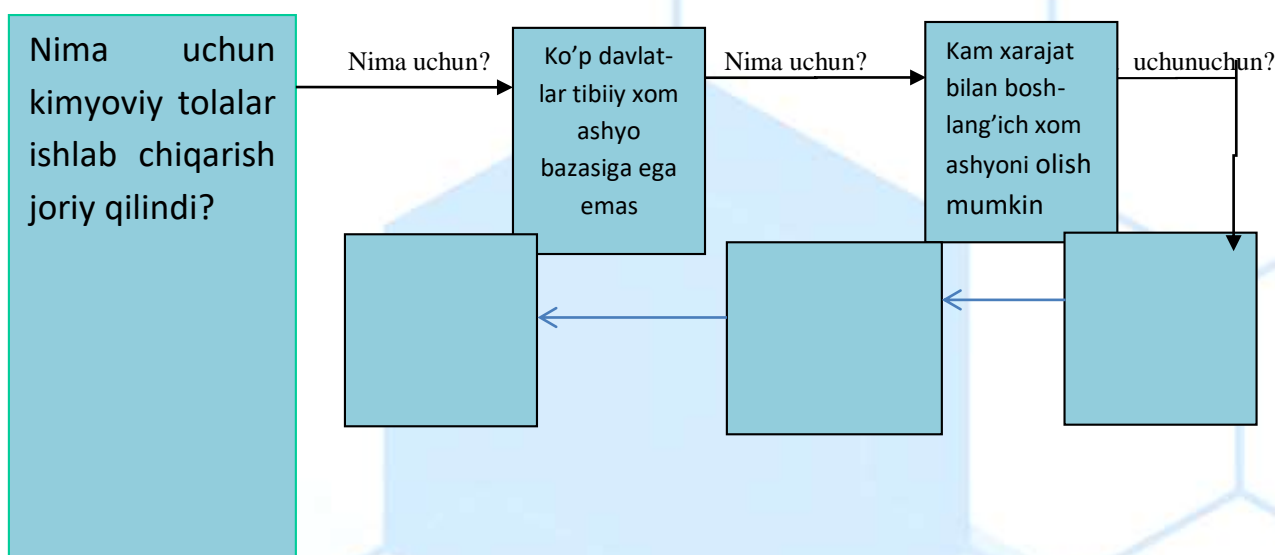 Nima uchun
kimyoviy tolalar
ishlab chiqarish
joriy qilindi?
Nima uchun?
Ko’p davlat-
lar tibiiy xom
ashyo
bazasiga ega
emas
Nima uchun?
Kam xarajat
bilan bosh-
lang’ich xom
ashyoni olish
mumkin
uchunuchun?